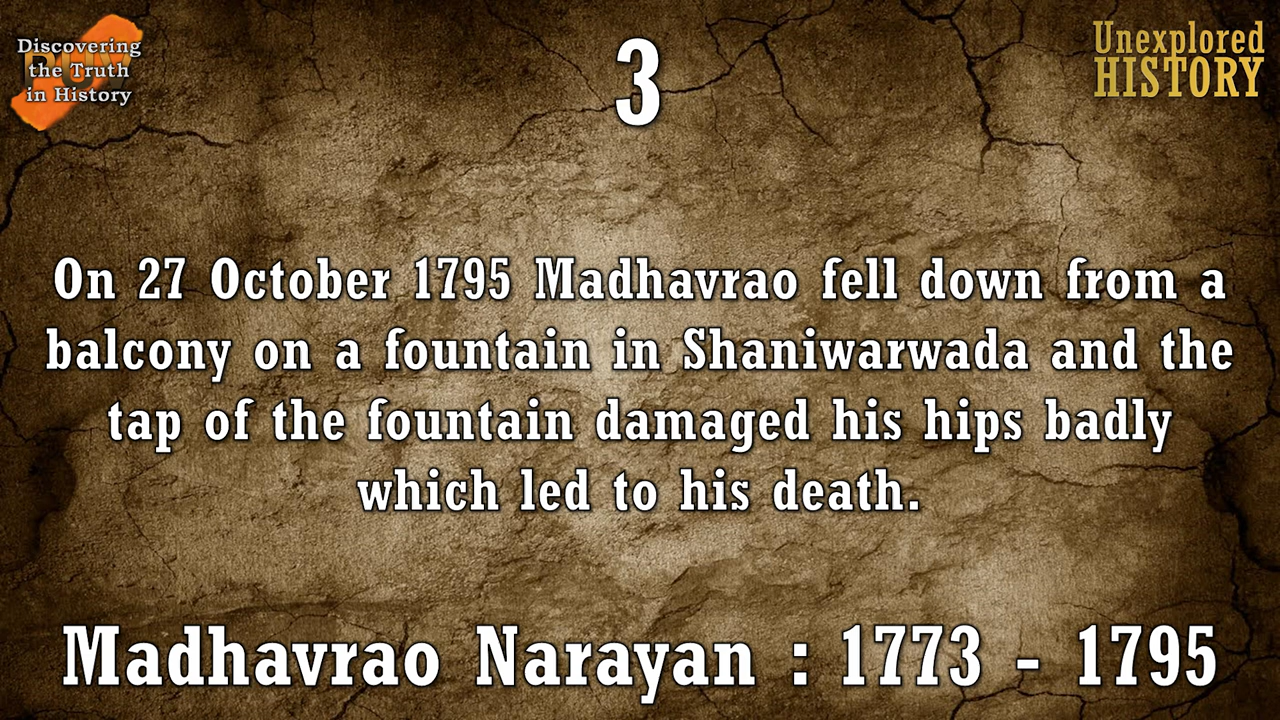 Discovering
the Truth
in History
3
Unexplored
HISTORY
On 27 October 1795 Madhavrao fell down from a
balcony on a fountain in Shaniwarwada and the
tap of the fountain damaged his hips badly
which led to his death.
Madhavrao Narayan : 1773 - 1795